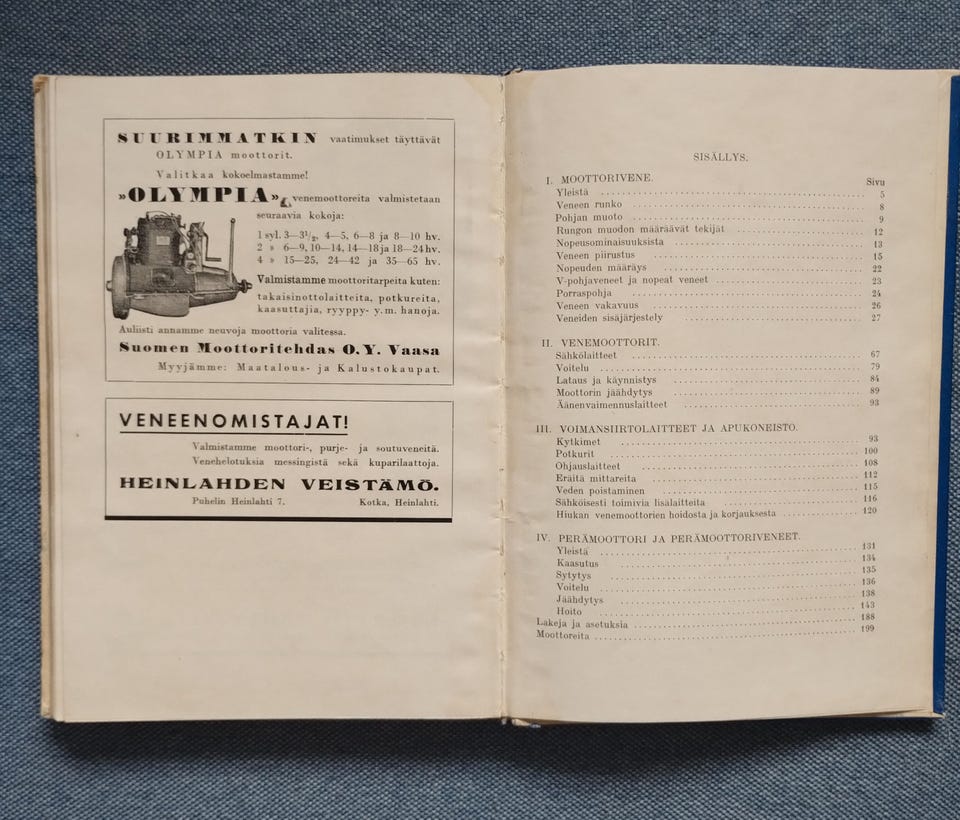 SUURIMMATKIN vaatimukset täyttävät
OLYMPIA moottorit.
Valitkaa kokoelmastamme!
»OLYMPIA» venemoottoreita valmistetaan
seuraavia kokoja:
1 syl. 3—3½, 4—5, 6—8 ja 8—10 hv.
2 » 6—9, 10—14, 14—18 ja 18—24 hv.
4 » 15—25, 24—42 ja 35—65 hv.
Valmistamme moottoritarpeita kuten:
takaisinottolaitteita, potkureita,
kaasuttajia, ryyppy- y.m. hanoja.
Auliisti annamme neuvoja moottoria valitessa.
Suomen Moottoritehdas O.Y. Vaasa
Myyjämme: Maatalous- ja Kalustokaupat.
VENEENOMISTAJAT!
Valmistamme moottori-, purje- ja soutuveneitä.
Venehelotuksia messingistä sekä kuparilaattoja.
HEINLAHDEN VEISTÄMÖ.
Puhelin Heinlahti 7. Kotka, Heinlahti.
SISÄLLYS.
I. MOOTTORIVENE. Sivu
Yleistä 5
Veneen runko 8
Pohjan muoto 9
Rungon muodon määräävät tekijät 12
Nopeusominaisuuksista 13
Veneen piirustus 15
Nopeuden määräys 22
V-pohjaveneet ja nopeat veneet 23
Porraspohja 24
Veneen vakavuus 26
Veneiden sisäjärjestely 27
II. VENEMOOTTORIT.
Sähkölaitteet 67
Voitelu 79
Lataus ja käynnistys 84
Moottorin jäähdytys 89
Äänenvaimennuslaitteet 93
III. VOIMANSIIRTOLAITTEET JA APUKONEISTO.
Kytkimet 93
Potkurit 100
Ohjauslaitteet 108
Eräitä mittareita 112
Veden poistaminen 115
Sähköisesti toimivia lisälaitteita 116
Hiukan venemoottorien hoidosta ja korjauksesta 120
IV. PERÄMOOTTORI JA PERÄMOOTTORIVENEET.
Yleistä 131
Kaasutus 134
Sytytys 135
Voitelu 136
Jäähdytys 138
Hoito 143
Lakeja ja asetuksia 188
Moottoreita 199